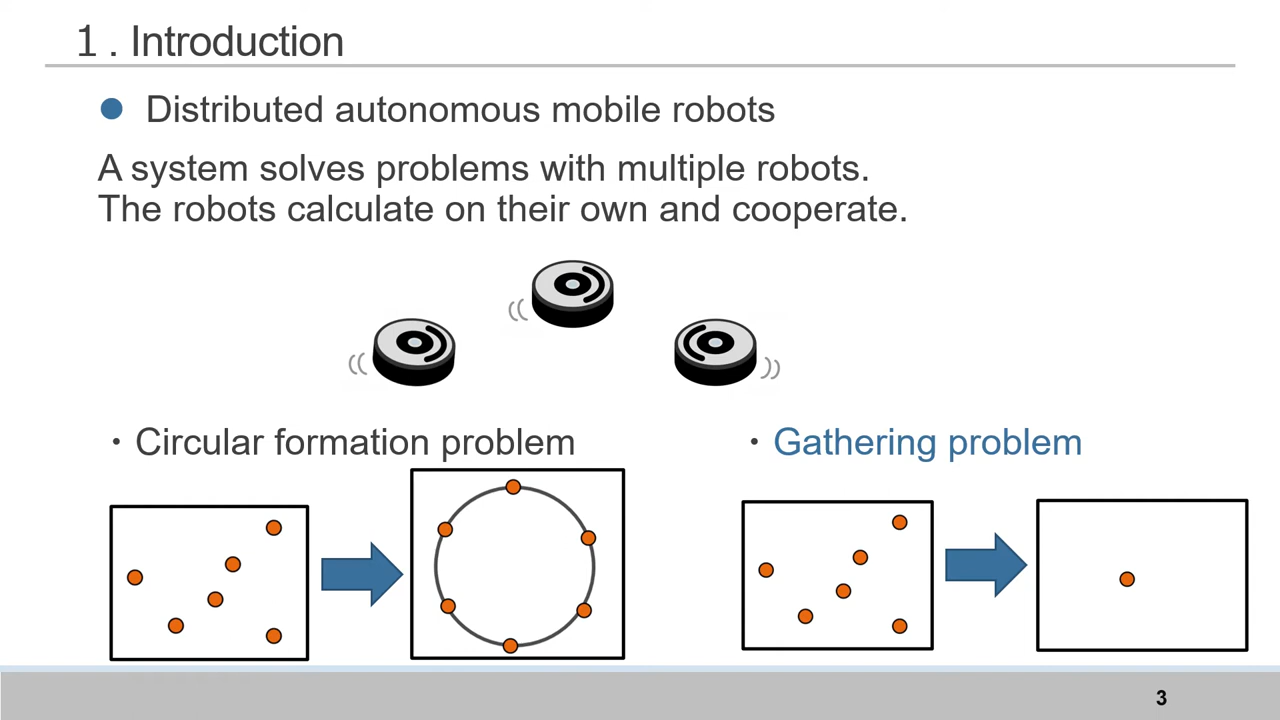 １. Introduction
Distributed autonomous mobile robots
A system solves problems with multiple robots.
The robots calculate on their own and cooperate.
・Circular formation problem
・Gathering problem
3